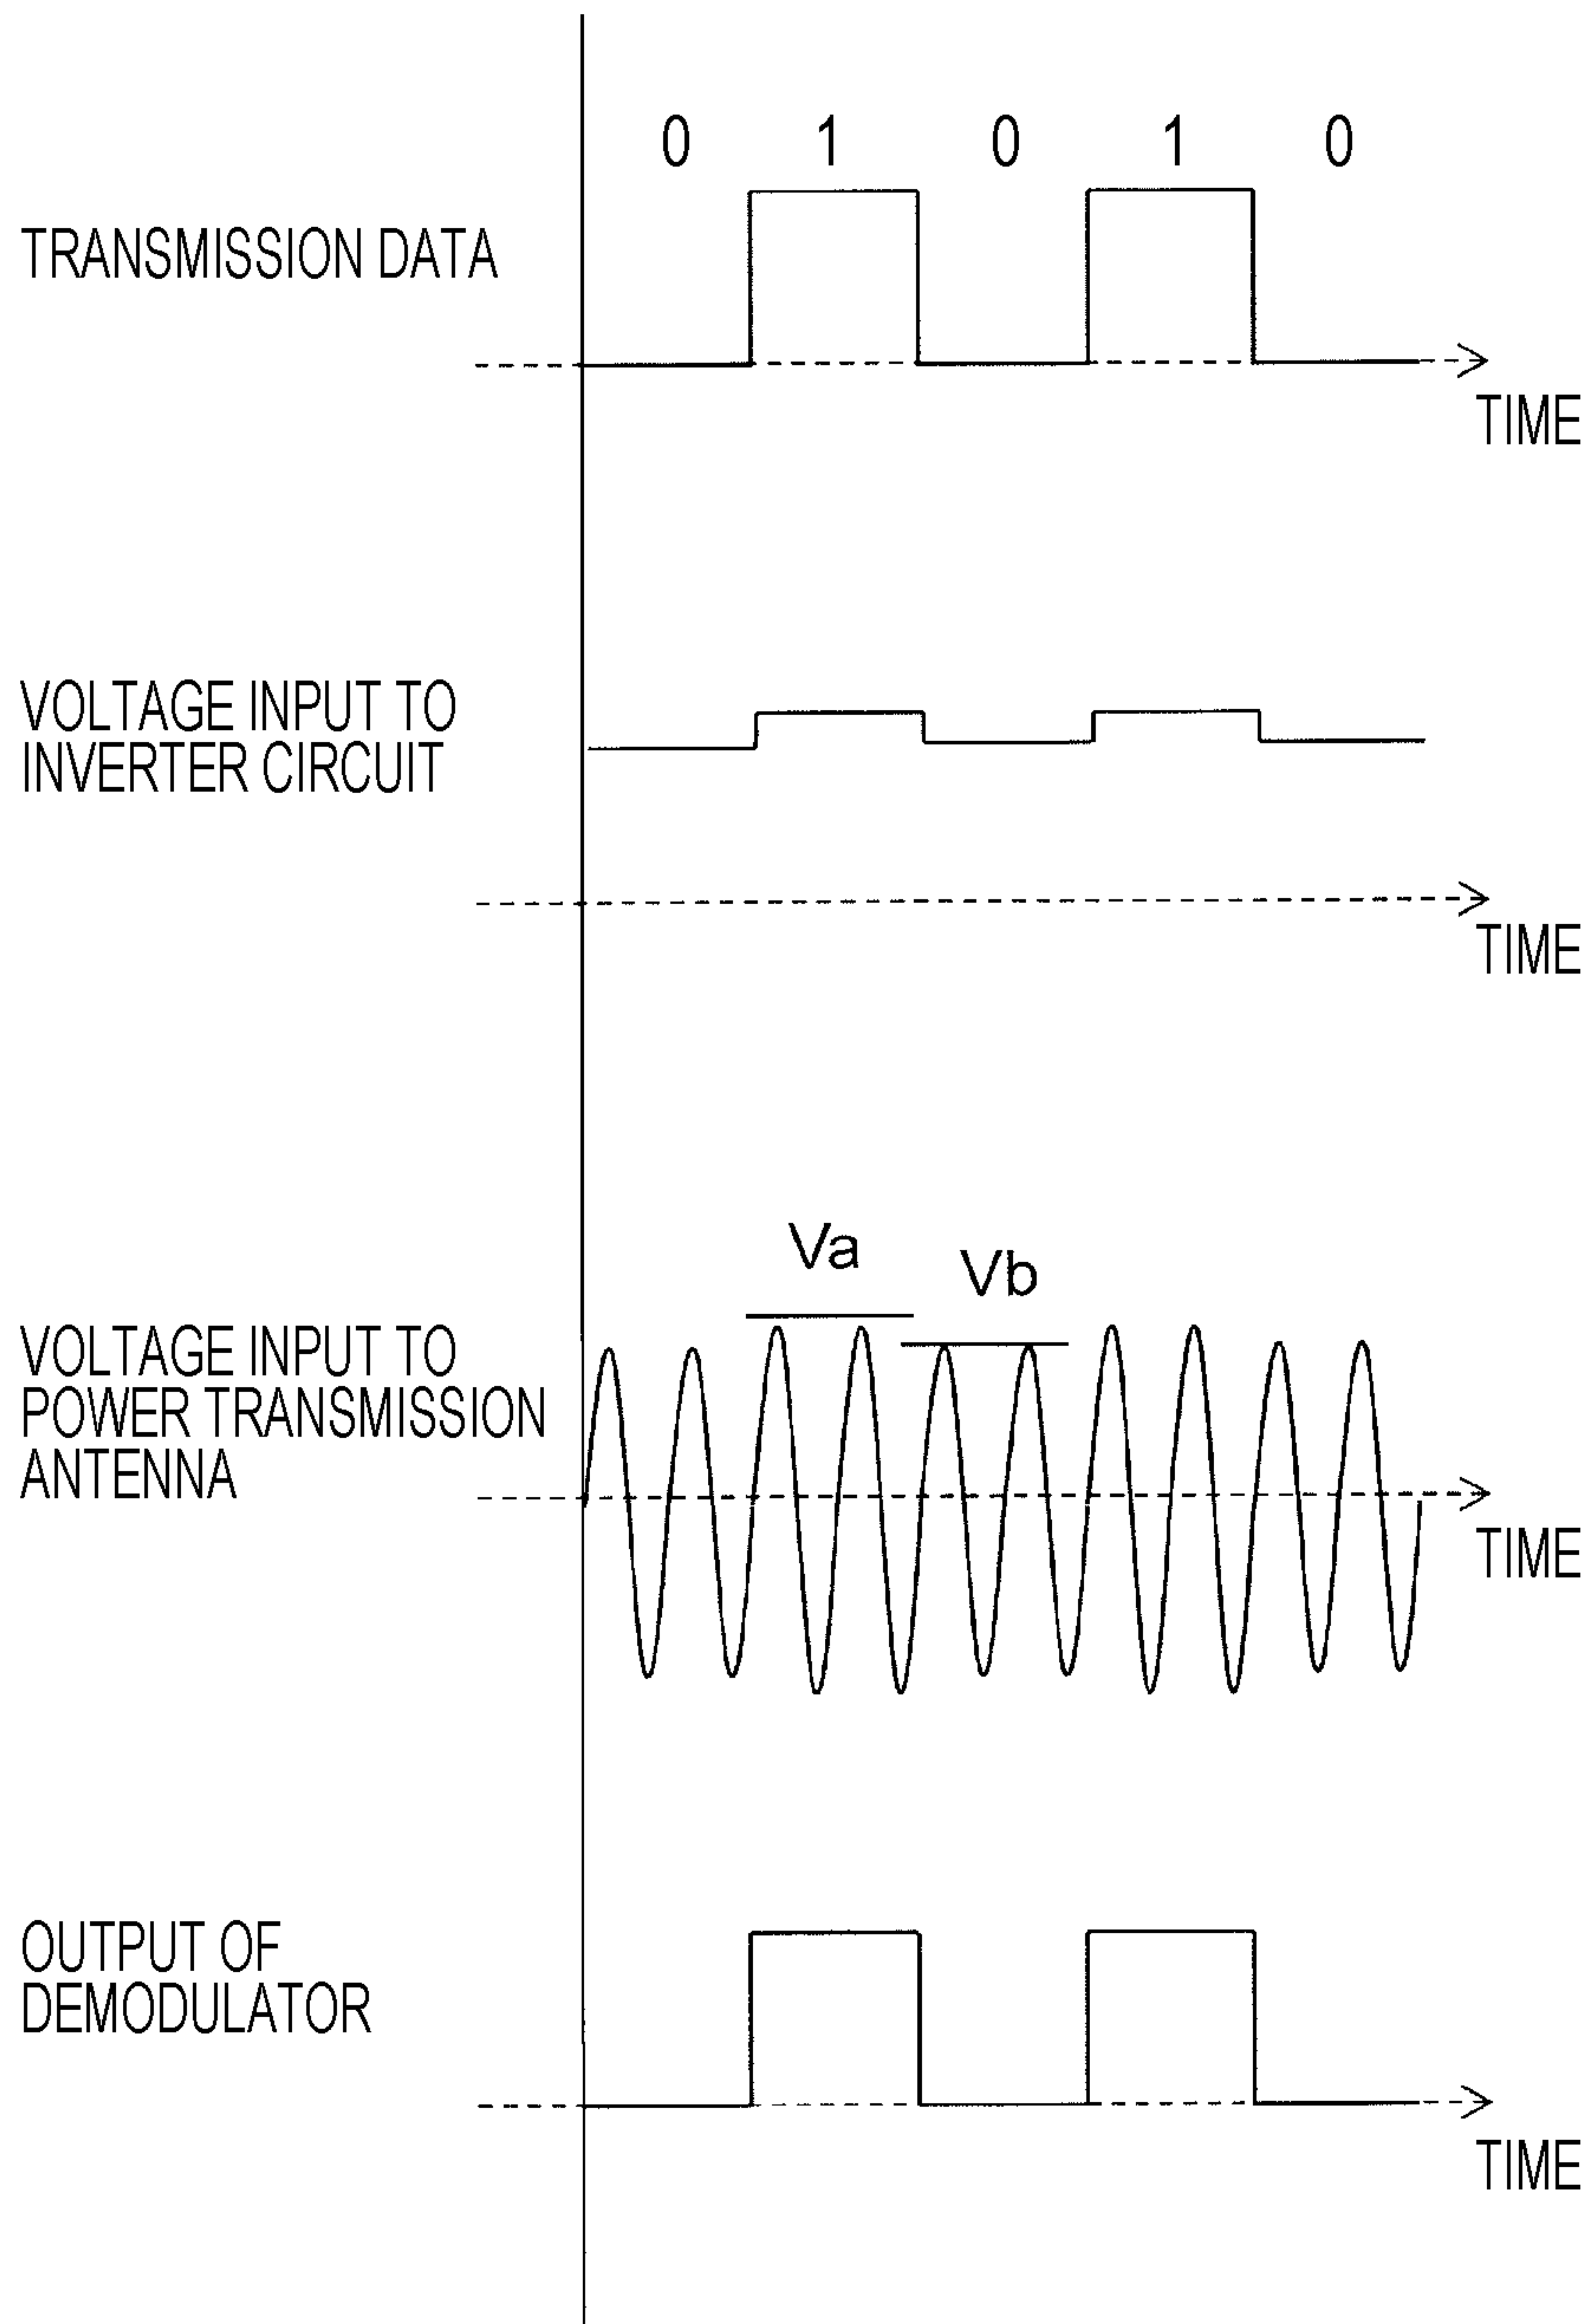 0 1 0 1 0
TRANSMISSION DATA
TIME
VOLTAGE INPUT TO
INVERTER CIRCUIT
TIME
Va
Vb
VOLTAGE INPUT TO
POWER TRANSMISSION
ANTENNA
TIME
OUTPUT OF
DEMODULATOR
TIME